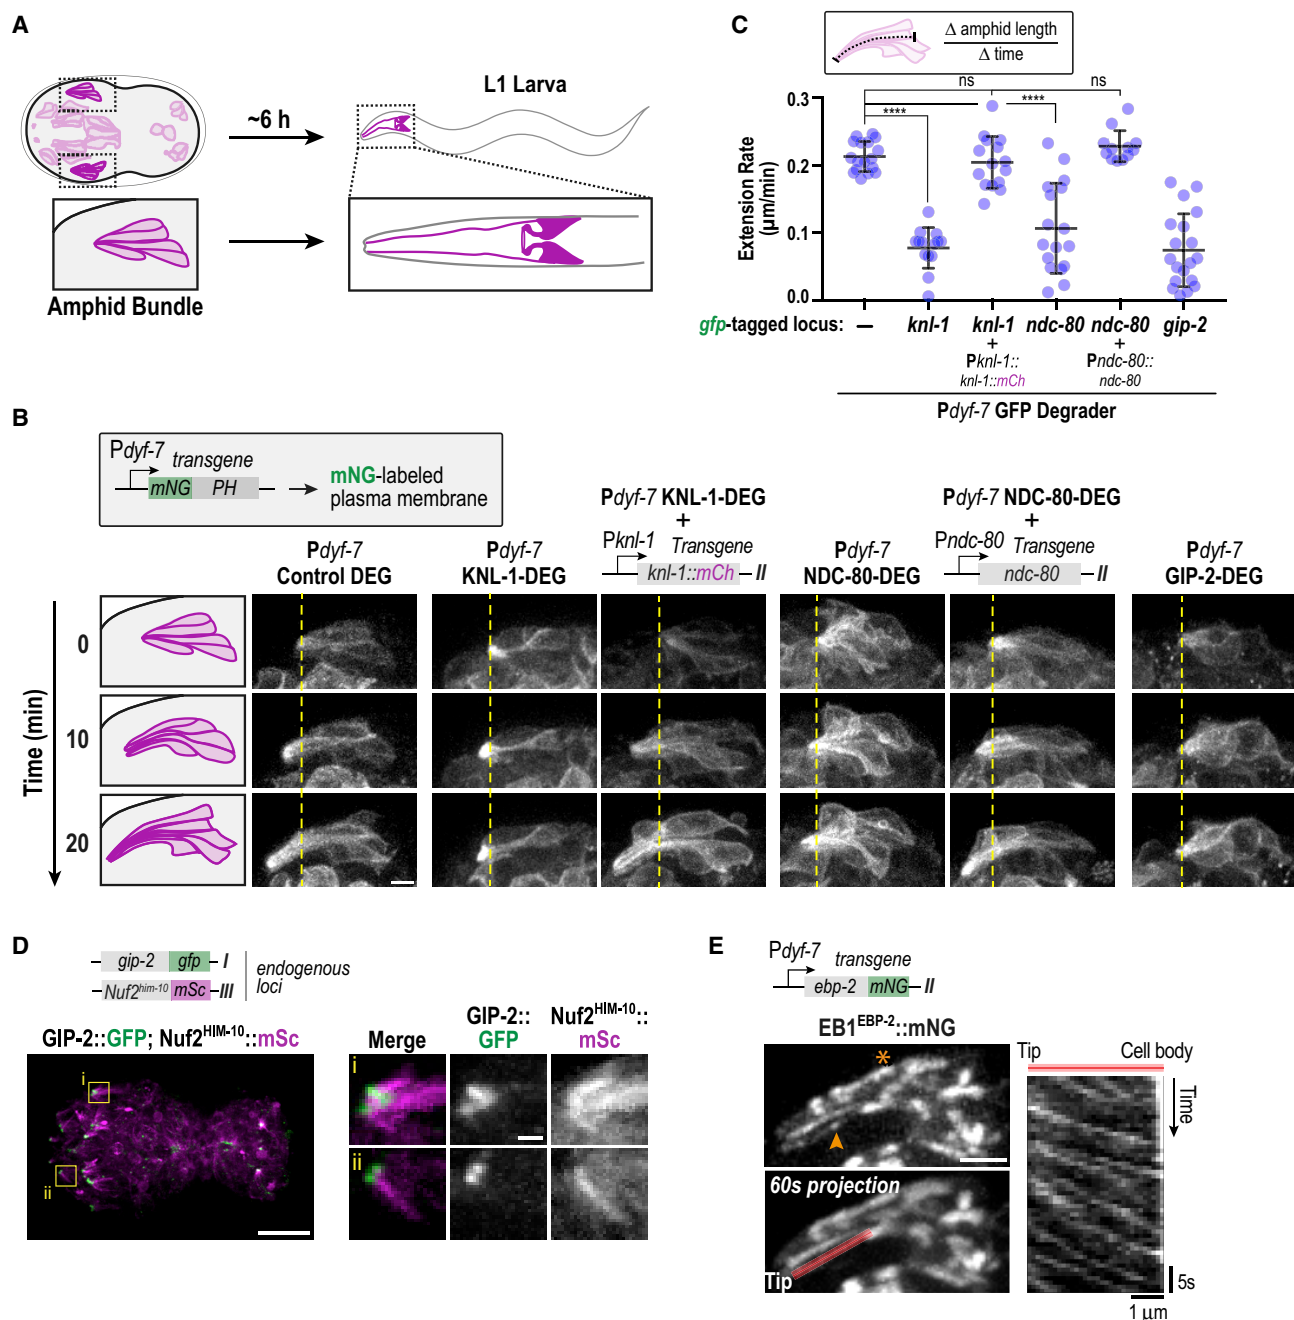 A
~6 h
L1 Larva
Amphid Bundle
C
Δ amphid length
Δ time
ns
ns
****
****
Extension Rate
(μm/min)
0.3
0.2
0.1
0.0
gfp-tagged locus:
–
knl-1
knl-1
+
Pknl-1::
knl-1::mCh
ndc-80
ndc-80
+
Pndc-80::
ndc-80
gip-2
Pdyf-7 GFP Degrader
B
Pdyf-7
transgene
mNG
PH
mNG-labeled
plasma membrane
Pdyf-7
Control DEG
Pdyf-7
KNL-1-DEG
Pdyf-7 KNL-1-DEG
+
Pknl-1
Transgene
knl-1::mCh
II
Pdyf-7
NDC-80-DEG
Pdyf-7 NDC-80-DEG
+
Pndc-80
Transgene
ndc-80
II
Pdyf-7
GIP-2-DEG
Time (min)
0
10
20
D
gip-2
gfp
I
Nuf2him-10
mSc
III
endogenous
loci
GIP-2::GFP; Nuf2HIM-10::mSc
i
ii
Merge
GIP-2::
GFP
Nuf2HIM-10::
mSc
i
ii
E
Pdyf-7
transgene
ebp-2
mNG
II
EB1EBP-2::mNG
*
60s projection
Tip
Tip
Cell body
Time
5s
1 μm